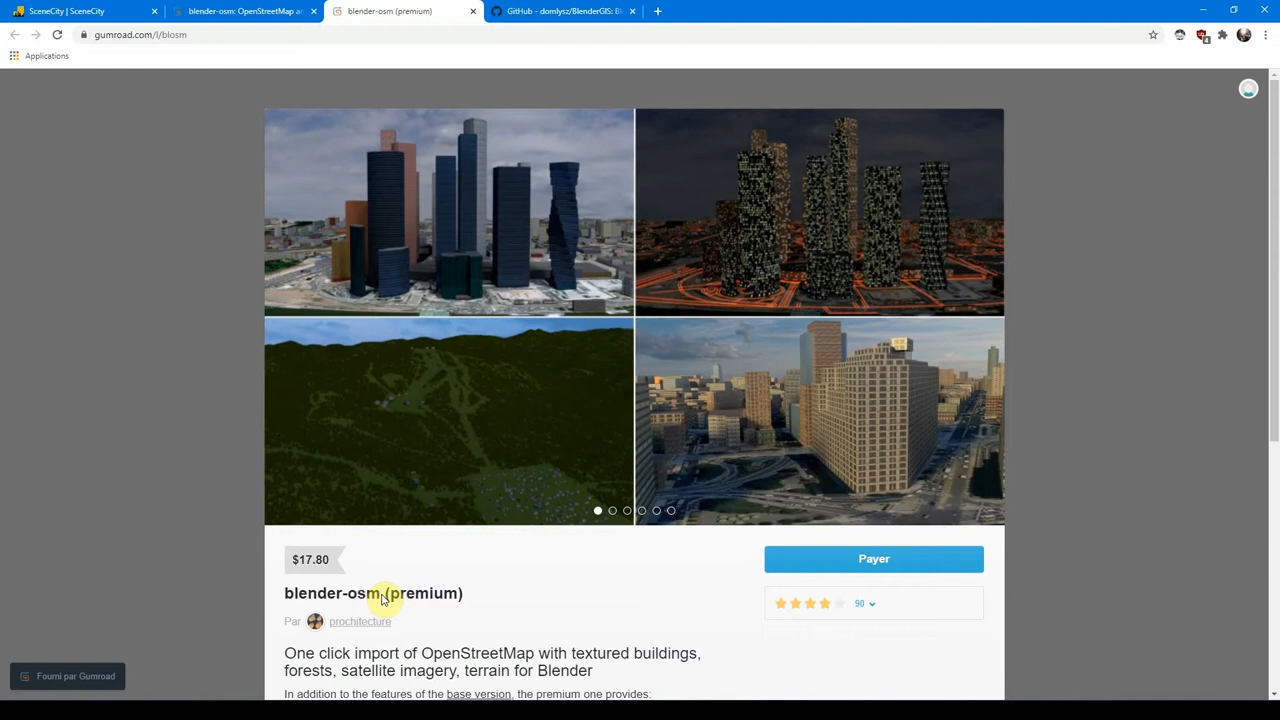 SceneCity | SceneCity
blender-osm: OpenStreetMap ar
blender-osm (premium)
GitHub - domlysz/BlenderGIS: Bl
gumroad.com/l/blosm
4
Applications
$17.80
Payer
blender-osm (premium)
90
Par prochitecture
One click import of OpenStreetMap with textured buildings,
forests, satellite imagery, terrain for Blender
Fourni par Gumroad
In addition to the features of the base version, the premium one provides: